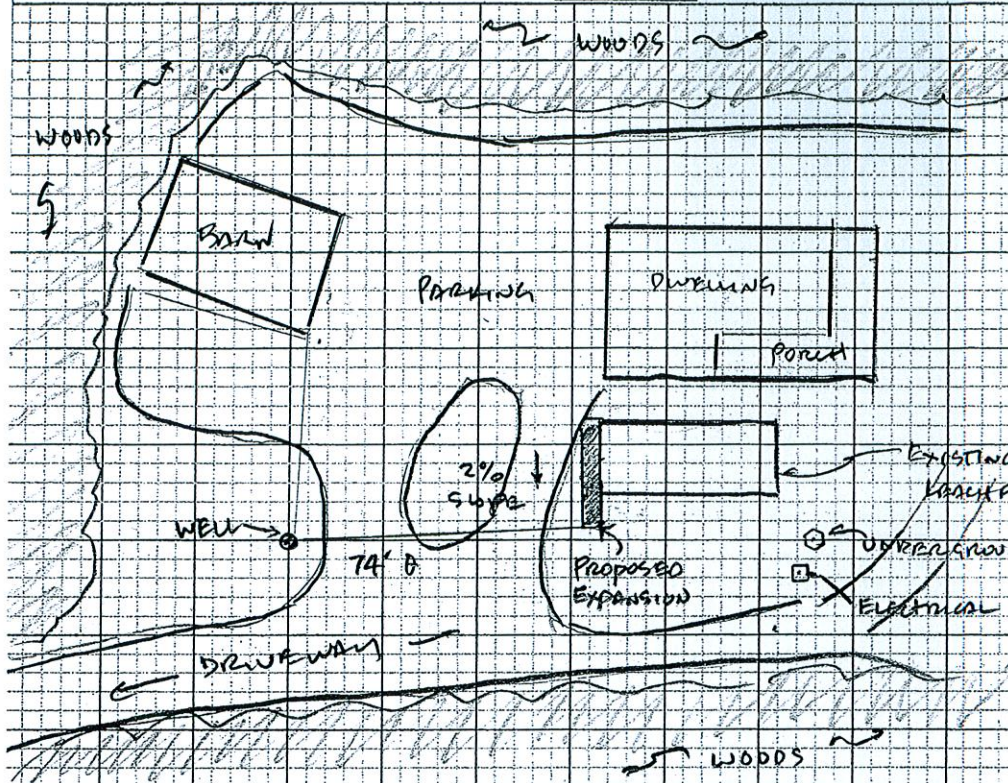 WOODS
WOODS
BARN
PARKING
DWELLING
PORCH
2%
SLOPE
EXISTING
WELL
74'
PROPOSED
EXPANSION
ELECTRICAL
DRIVEWAY
WOODS